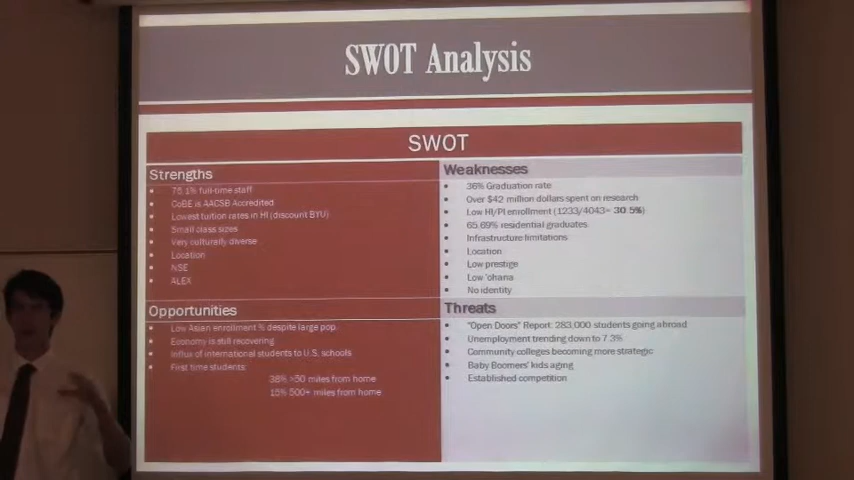 SWOT Analysis
SWOT
Strengths
75.1% full-time staff
CoBE is AACSB Accredited
Lowest tuition rates in HI (discount BYU)
Small class sizes
Very culturally diverse
Location
NSE
ALEX
Weaknesses
36% Graduation rate
Over $42 million dollars spent on research
Low HI/PI enrollment (1233/4043= 30.5%)
65.69% residential graduates
Infrastructure limitations
Location
Low prestige
Low 'ohana
No identity
Opportunities
Low Asian enrollment % despite large pop.
Economy is still recovering
Influx of international students to U.S. schools
First time students:
38% >50 miles from home
15% 500+ miles from home
Threats
"Open Doors" Report: 283,000 students going abroad
Unemployment trending down to 7.3%
Community colleges becoming more strategic
Baby Boomers' kids aging
Established competition